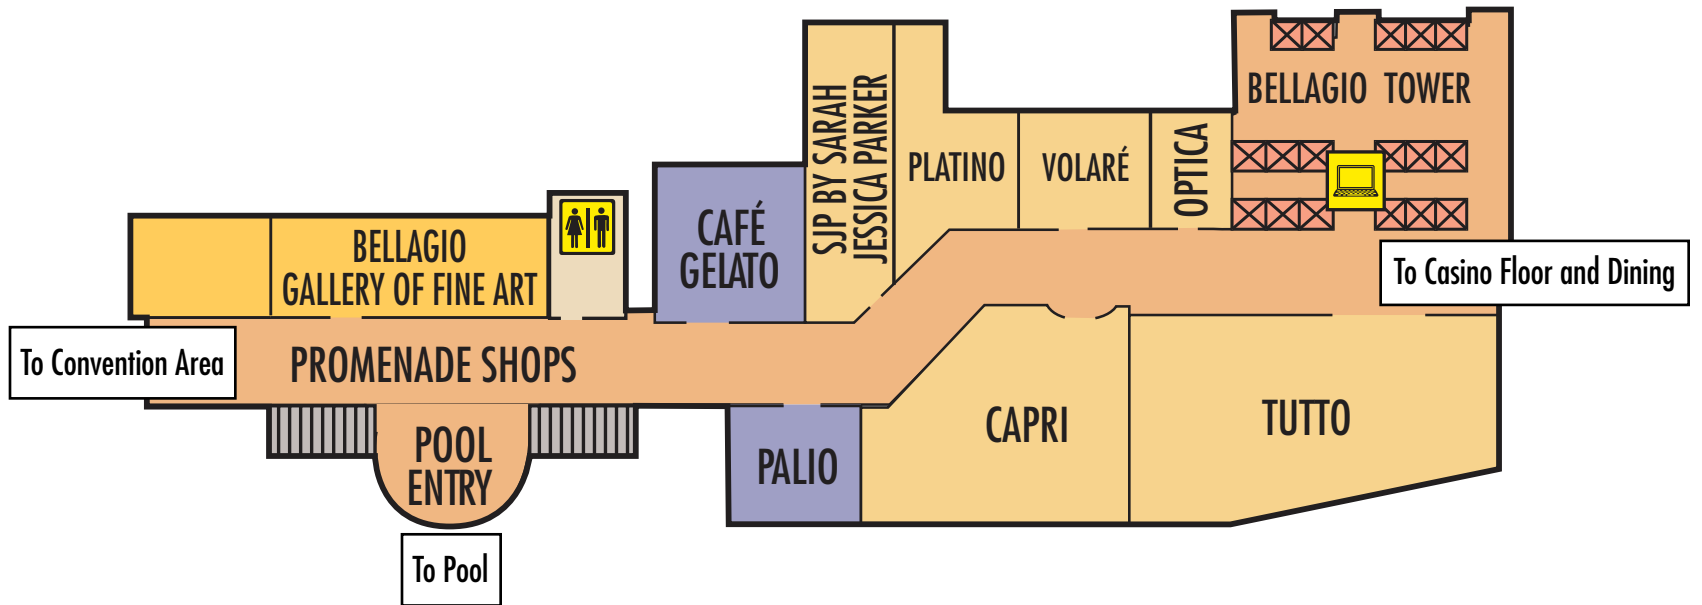 BELLAGIO TOWER
SJP BY SARAH
JESSICA PARKER
PLATINO
VOLARÉ
OPTICA
CAFÉ
GELATO
BELLAGIO
GALLERY OF FINE ART
To Casino Floor and Dining
To Convention Area
PROMENADE SHOPS
CAPRI
TUTTO
POOL
ENTRY
PALIO
To Pool